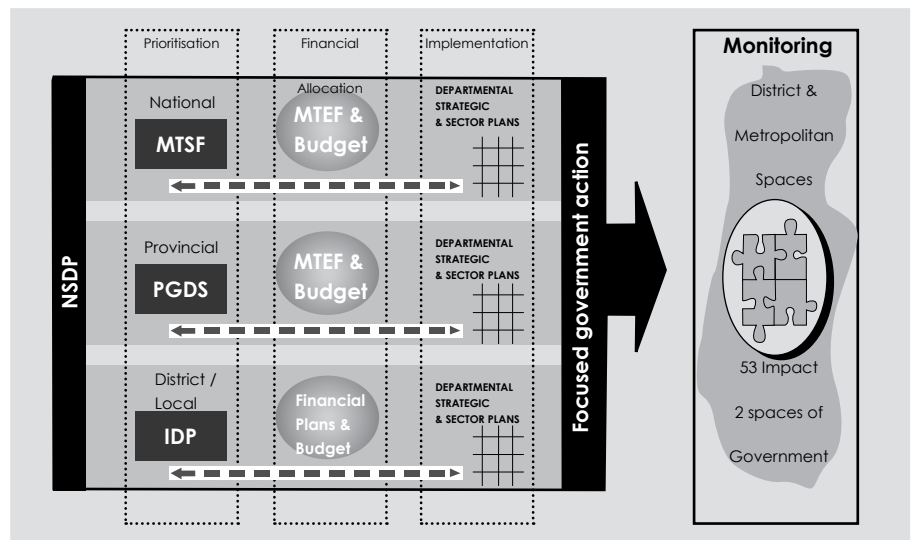 Prioritisation
Financial
Implementation
Allocation
NSDP
National
MTSF
MTEF &
Budget
DEPARTMENTAL
STRATEGIC
& SECTOR PLANS
Provincial
PGDS
MTEF &
Budget
DEPARTMENTAL
STRATEGIC
& SECTOR PLANS
District /
Local
IDP
Financial
Plans &
Budget
DEPARTMENTAL
STRATEGIC
& SECTOR PLANS
Focused government action
Monitoring
District &
Metropolitan
Spaces
53 Impact
2 spaces of
Government